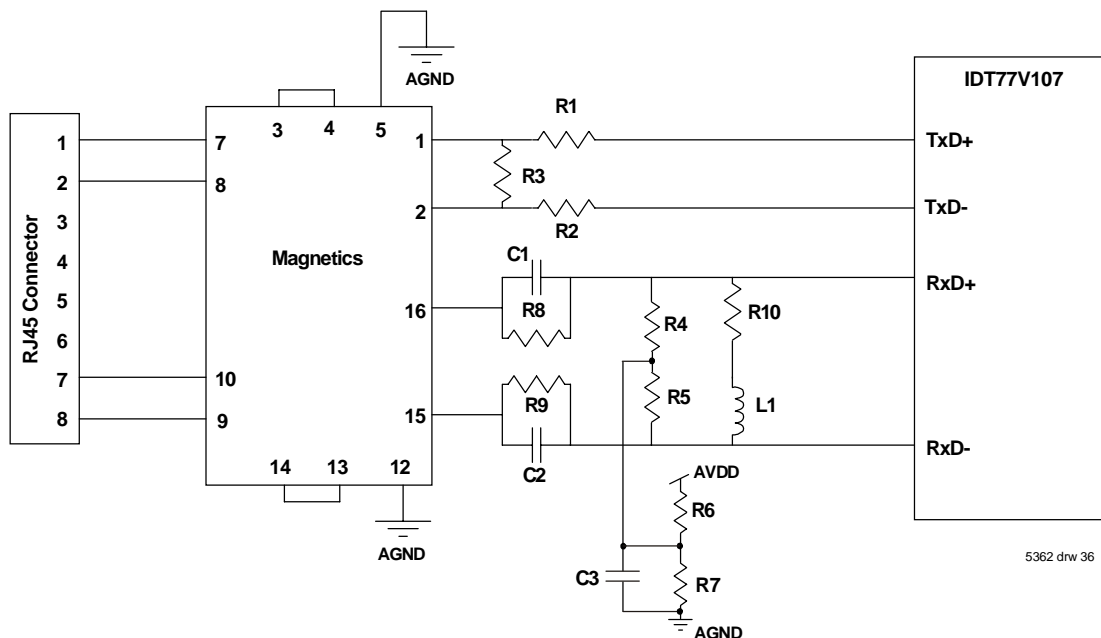 AGND
IDT77V107
RJ45 Connector
1
2
3
4
5
6
7
8
Magnetics
3
4
5
7
8
10
9
14
13
12
1
2
16
15
AGND
R1
R3
R2
C1
R8
R9
C2
R4
R5
R10
L1
TxD+
TxD-
RxD+
RxD-
AVDD
R6
C3
R7
AGND
5362 drw 36